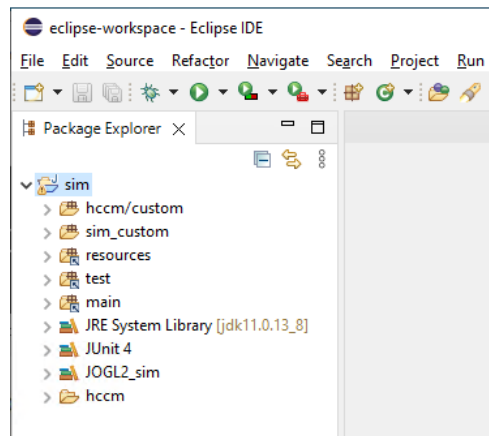 eclipse-workspace - Eclipse IDE
File Edit Source Refactor Navigate Search Project Run
Package Explorer
sim
hccm/custom
sim_custom
resources
test
main
JRE System Library [jdk11.0.13_8]
JUnit 4
JOGL2_sim
hccm